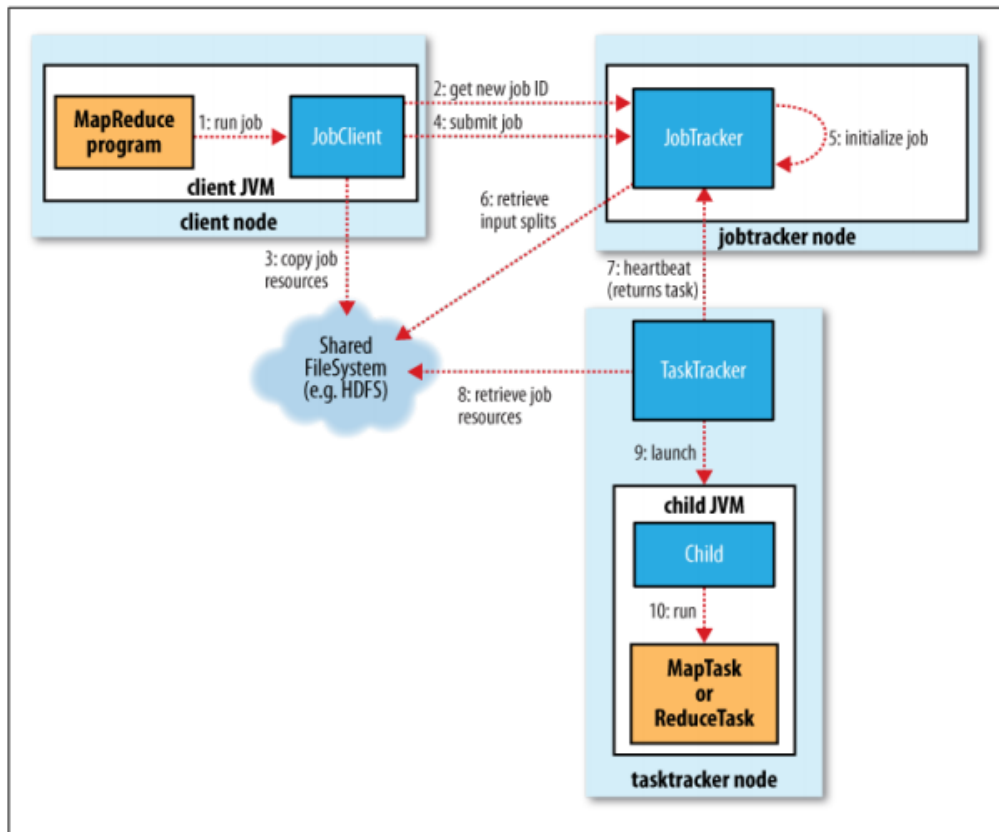 MapReduce
program
1: run job
JobClient
client JVM
client node
2: get new job ID
4: submit job
JobTracker
5: initialize job
jobtracker node
3: copy job
resources
6: retrieve
input splits
7: heartbeat
(returns task)
Shared
FileSystem
(e.g. HDFS)
8: retrieve job
resources
TaskTracker
9: launch
child JVM
Child
10: run
MapTask
or
ReduceTask
tasktracker node